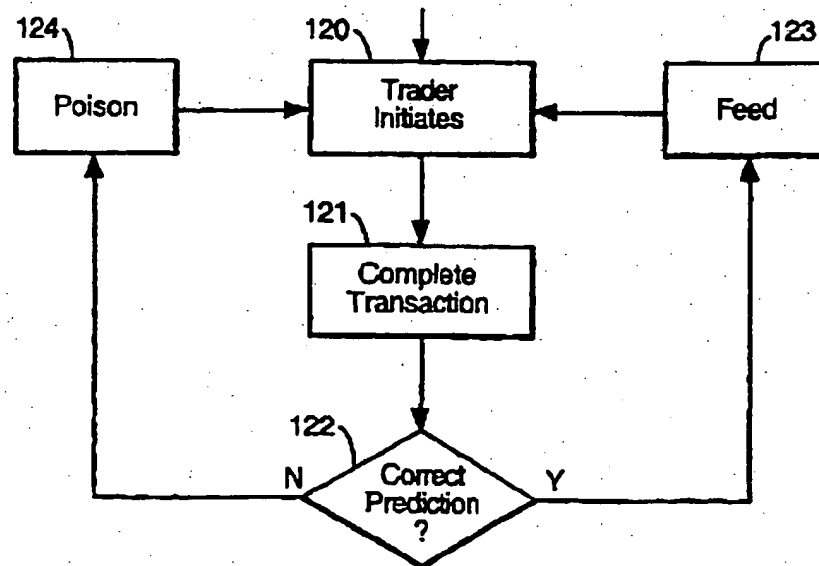 124
120
123
Poison
Trader
Initiates
Feed
121
Complete
Transaction
122
N
Correct
Prediction
?
Y